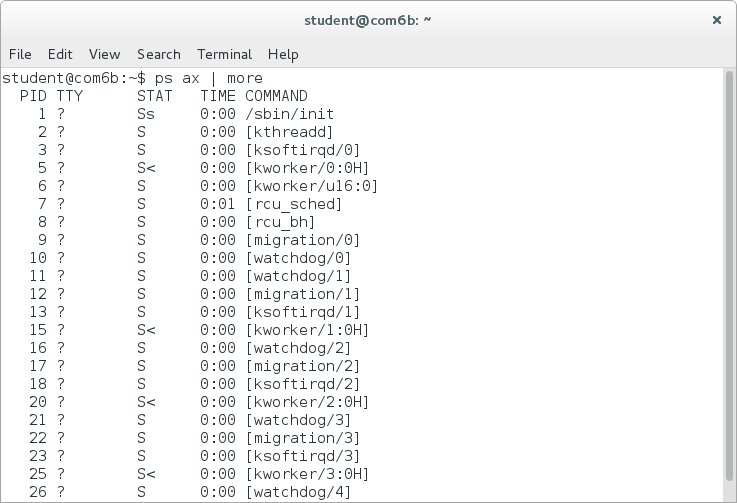 student@com6b: ~ ×
File Edit View Search Terminal Help
student@com6b:~$ ps ax | more
  PID TTY      STAT   TIME COMMAND
    1 ?        Ss     0:00 /sbin/init
    2 ?        S      0:00 [kthreadd]
    3 ?        S      0:00 [ksoftirqd/0]
    5 ?        S<     0:00 [kworker/0:0H]
    6 ?        S      0:00 [kworker/u16:0]
    7 ?        S      0:01 [rcu_sched]
    8 ?        S      0:00 [rcu_bh]
    9 ?        S      0:00 [migration/0]
   10 ?        S      0:00 [watchdog/0]
   11 ?        S      0:00 [watchdog/1]
   12 ?        S      0:00 [migration/1]
   13 ?        S      0:00 [ksoftirqd/1]
   15 ?        S<     0:00 [kworker/1:0H]
   16 ?        S      0:00 [watchdog/2]
   17 ?        S      0:00 [migration/2]
   18 ?        S      0:00 [ksoftirqd/2]
   20 ?        S<     0:00 [kworker/2:0H]
   21 ?        S      0:00 [watchdog/3]
   22 ?        S      0:00 [migration/3]
   23 ?        S      0:00 [ksoftirqd/3]
   25 ?        S<     0:00 [kworker/3:0H]
   26 ?        S      0:00 [watchdog/4]